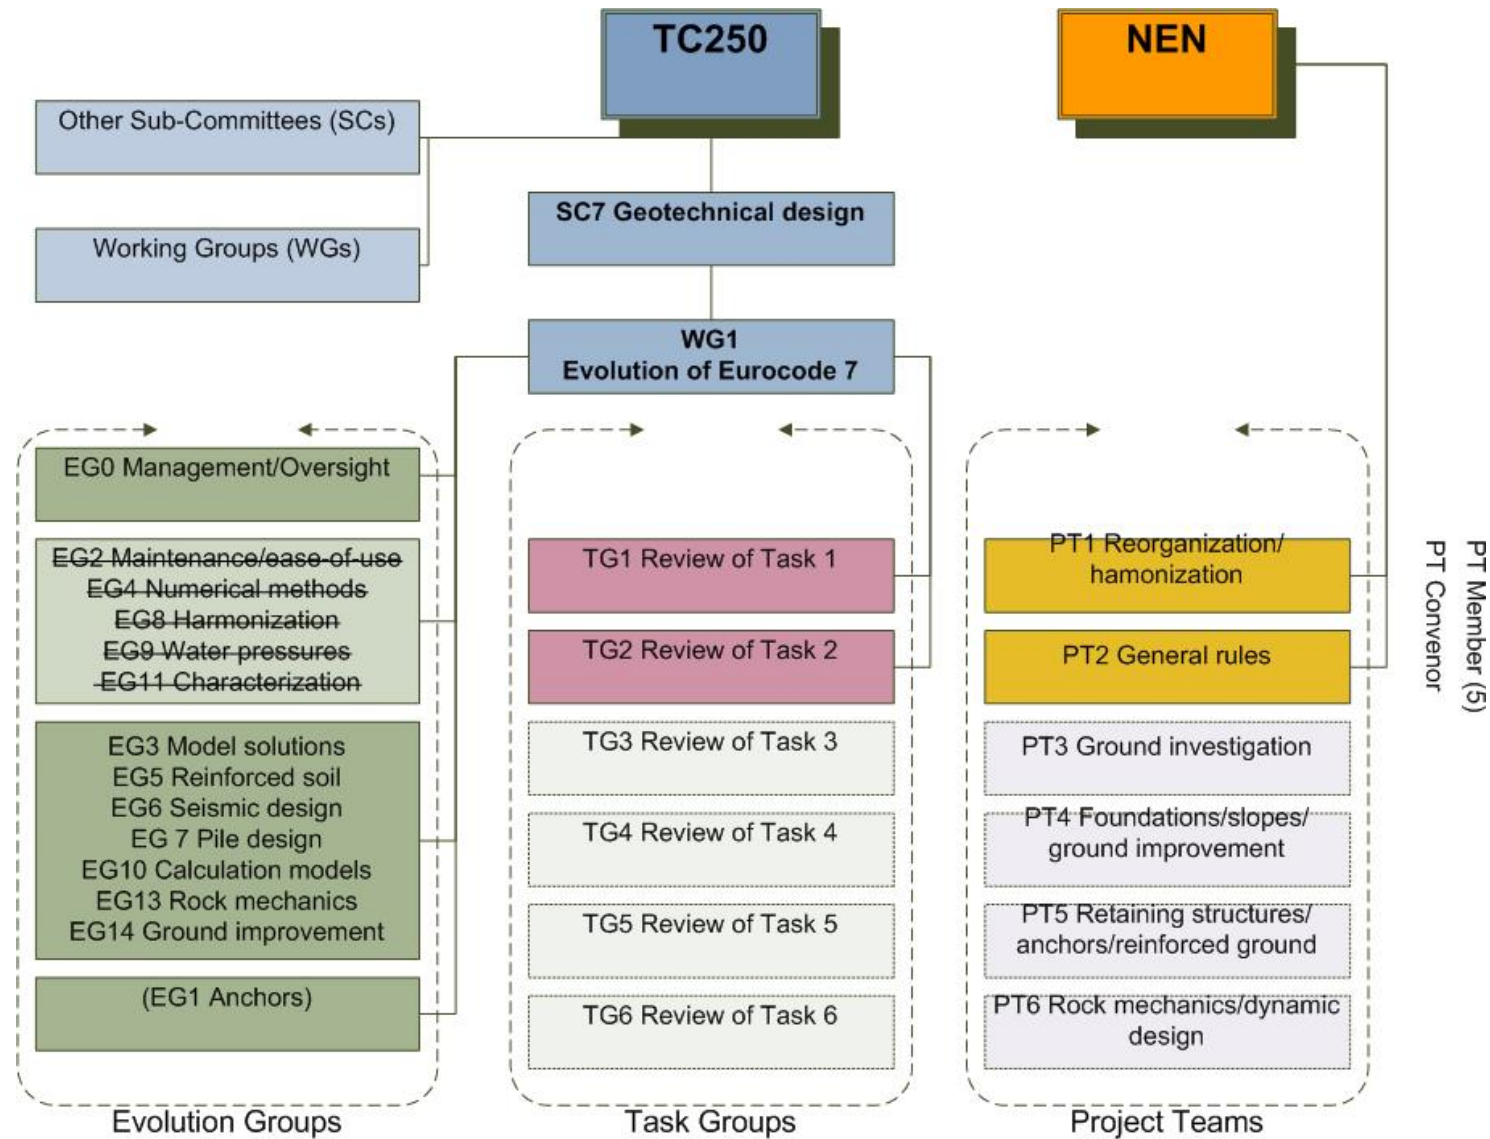 TC250
NEN
Other Sub-Committees (SCs)
SC7 Geotechnical design
Working Groups (WGs)
WG1
Evolution of Eurocode 7
EG0 Management/Oversight
EG2 Maintenance/ease-of-use
EG4 Numerical methods
EG8 Harmonization
EG9 Water pressures
EG11 Characterization
EG3 Model solutions
EG5 Reinforced soil
EG6 Seismic design
EG 7 Pile design
EG10 Calculation models
EG13 Rock mechanics
EG14 Ground improvement
(EG1 Anchors)
Evolution Groups
TG1 Review of Task 1
TG2 Review of Task 2
TG3 Review of Task 3
TG4 Review of Task 4
TG5 Review of Task 5
TG6 Review of Task 6
Task Groups
PT1 Reorganization/
hamonization
PT2 General rules
PT3 Ground investigation
PT4 Foundations/slopes/
ground improvement
PT5 Retaining structures/
anchors/reinforced ground
PT6 Rock mechanics/dynamic
design
Project Teams
PT Member (5)
PT Convenor